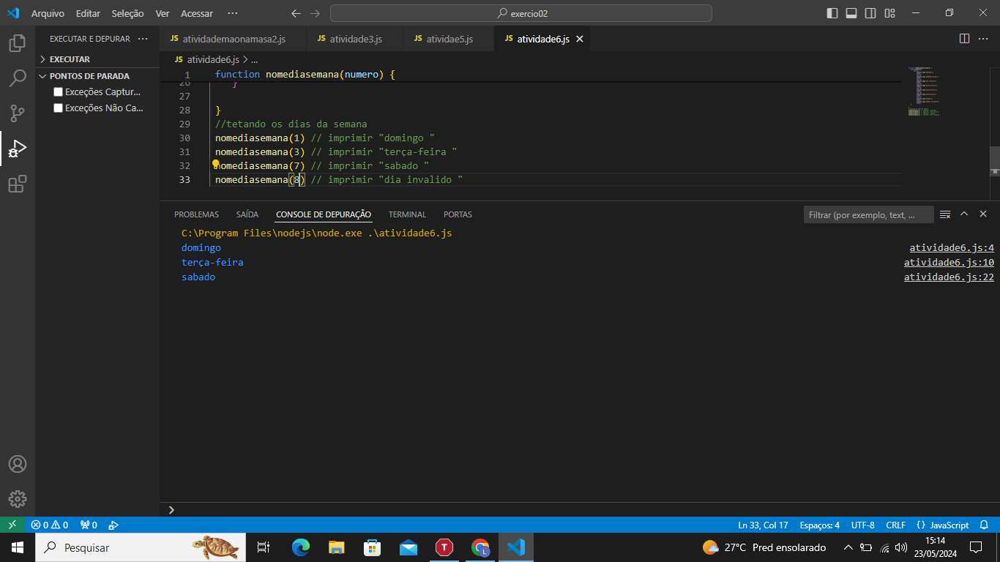 Arquivo Editar Seleção Ver Acessar ··· exercio02
EXECUTAR E DEPURAR ···
JS atividademaonamasa2.js JS atividade3.js JS atividae5.js JS atividade6.js
EXECUTAR
JS atividade6.js > ...
PONTOS DE PARADA
1 function nomediasemana(numero) {
Exceções Captur...
26 }
27
Exceções Não Ca...
28 }
29 //tetando os dias da semana
30 nomediasemana(1) // imprimir "domingo "
31 nomediasemana(3) // imprimir "terça-feira "
32 nomediasemana(7) // imprimir "sabado "
33 nomediasemana(8) // imprimir "dia invalido "
PROBLEMAS SAÍDA CONSOLE DE DEPURAÇÃO TERMINAL PORTAS Filtrar (por exemplo, text, ...
C:\Program Files\nodejs\node.exe .\atividade6.js
domingo atividade6.js:4
terça-feira atividade6.js:10
sabado atividade6.js:22
0 0 0 Ln 33, Col 17 Espaços: 4 UTF-8 CRLF {} JavaScript
Pesquisar T L 27°C Pred ensolarado 15:14
23/05/2024